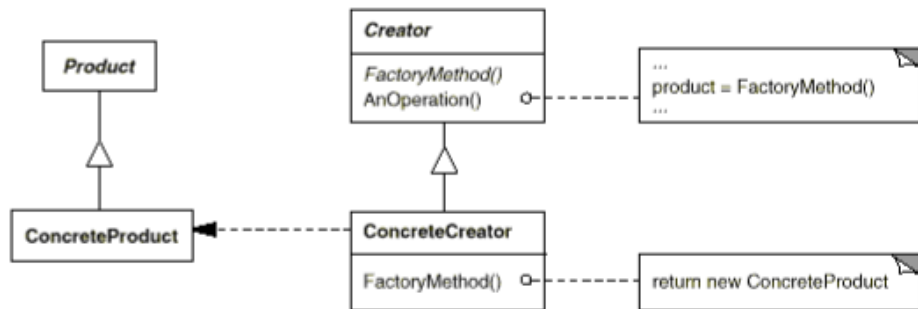 Product
ConcreteProduct
Creator
FactoryMethod()
AnOperation()
...
product = FactoryMethod()
...
ConcreteCreator
FactoryMethod()
return new ConcreteProduct